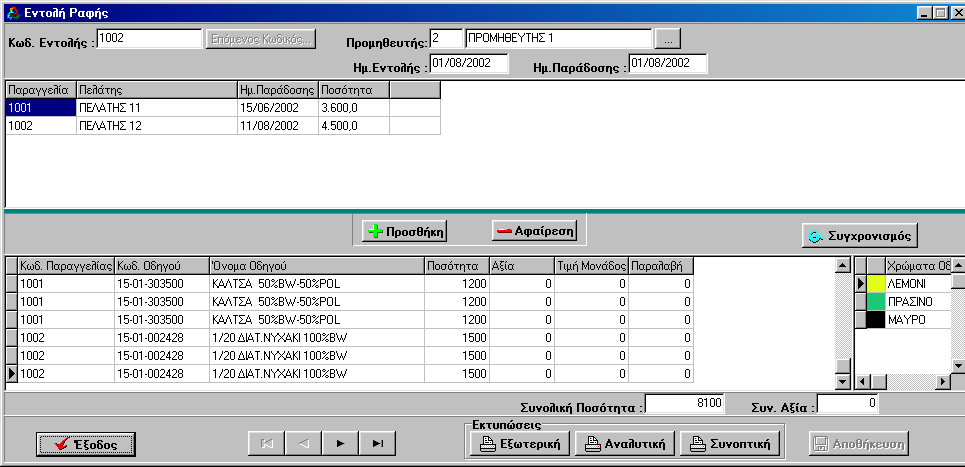 Εντολή Ραφής
Κωδ. Εντολής : 1002 Επόμενος Κωδικός... Προμηθευτής: 2 ΠΡΟΜΗΘΕΥΤΗΣ 1 ...
Ημ.Εντολής : 01/08/2002 Ημ.Παράδοσης : 01/08/2002
Παραγγελία Πελάτης Ημ.Παράδοσης Ποσότητα
1001 ΠΕΛΑΤΗΣ 11 15/06/2002 3.600,0
1002 ΠΕΛΑΤΗΣ 12 11/08/2002 4.500,0
Προσθήκη Αφαίρεση Συγχρονισμός
Κωδ. Παραγγελίας Κωδ. Οδηγού Όνομα Οδηγού Ποσότητα Αξία Τιμή Μονάδος Παραλαβή Χρώματα Οδ
1001 15-01-303500 ΚΑΛΤΣΑ 50%BW-50%POL 1200 0 0 0 ΛΕΜΟΝΙ
1001 15-01-303500 ΚΑΛΤΣΑ 50%BW-50%POL 1200 0 0 0 ΠΡΑΣΙΝΟ
1001 15-01-303500 ΚΑΛΤΣΑ 50%BW-50%POL 1200 0 0 0 ΜΑΥΡΟ
1002 15-01-002428 1/20 ΔΙΑΤ.ΝΥΧΑΚΙ 100%BW 1500 0 0 0
1002 15-01-002428 1/20 ΔΙΑΤ.ΝΥΧΑΚΙ 100%BW 1500 0 0 0
1002 15-01-002428 1/20 ΔΙΑΤ.ΝΥΧΑΚΙ 100%BW 1500 0 0 0
Συνολική Ποσότητα : 8100 Συν. Αξία : 0
Εκτυπώσεις
Έξοδος Εξωτερική Αναλυτική Συνοπτική Αποθήκευση